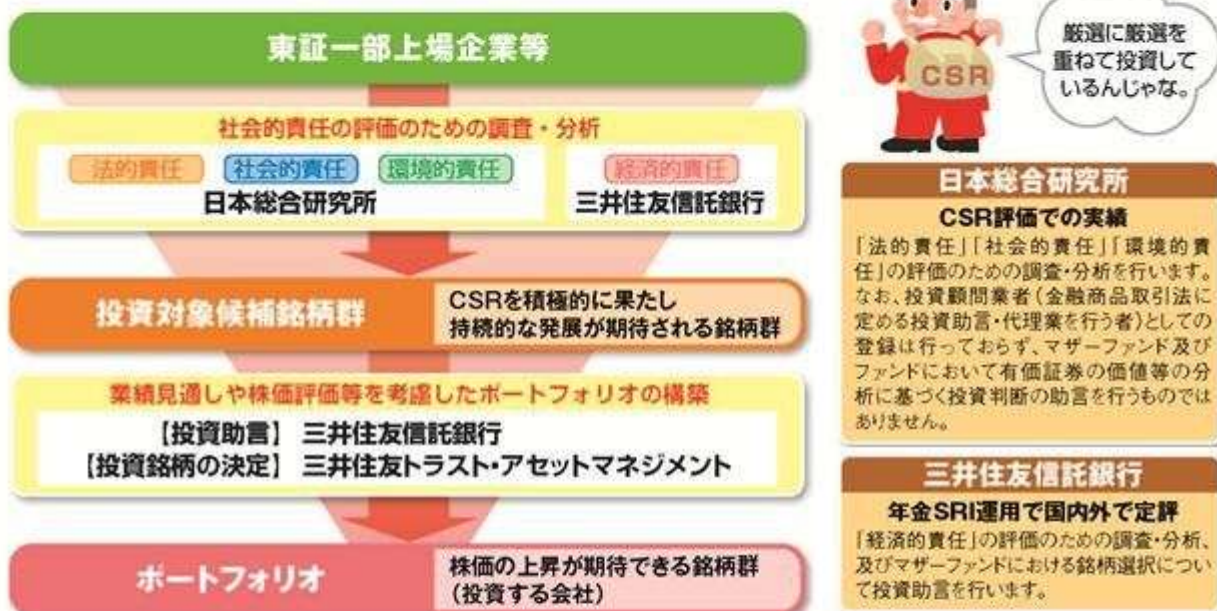 東証一部上場企業等
社会的責任の評価のための調査・分析
法的責任 社会的責任 環境的責任
日本総合研究所
経済的責任
三井住友信託銀行
投資対象候補銘柄群
CSRを積極的に果たし
持続的な発展が期待される銘柄群
業績見通しや株価評価等を考慮したポートフォリオの構築
【投資助言】 三井住友信託銀行
【投資銘柄の決定】 三井住友トラスト・アセットマネジメント
ポートフォリオ
株価の上昇が期待できる銘柄群
(投資する会社)
CSR
厳選に厳選を
重ねて投資して
いるんじゃな。
日本総合研究所
CSR評価での実績
「法的責任」「社会的責任」「環境的責
任」の評価のための調査・分析を行います。
なお、投資顧問業者(金融商品取引法に
定める投資助言・代理業を行う者)としての
登録は行っておらず、マザーファンド及び
ファンドにおいて有価証券の価値等の分
析に基づく投資判断の助言を行うものでは
ありません。
三井住友信託銀行
年金SRI運用で国内外で定評
「経済的責任」の評価のための調査・分析、
及びマザーファンドにおける銘柄選択につい
て投資助言を行います。